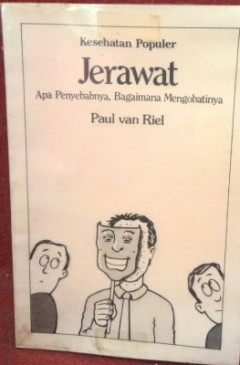 Kesehatan Populer
Jerawat
Apa Penyebabnya, Bagaimana Mengobatinya
Paul van Riel